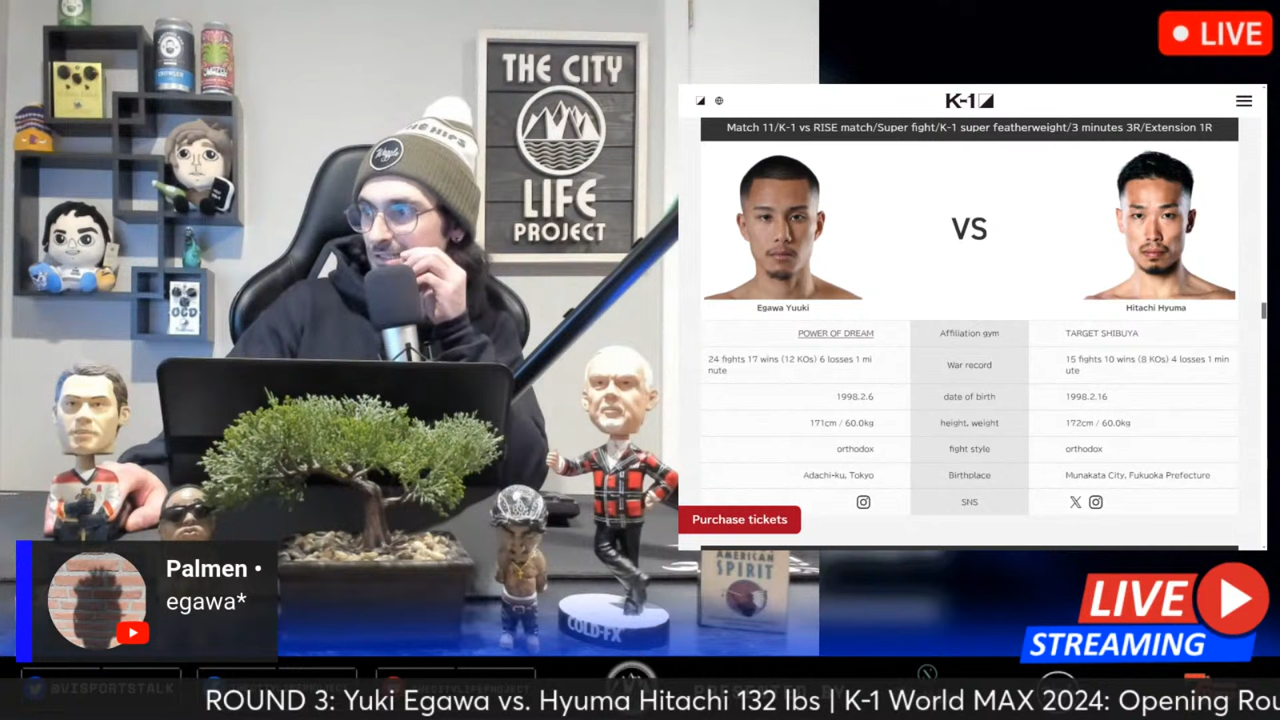 LIVE
THE CITY
LIFE
PROJECT
K-1
Match 11/K-1 vs RISE match/Super fight/K-1 super featherweight/3 minutes 3R/Extension 1R
VS
Egawa Yuuki
Hitachi Hyuma
POWER OF DREAM
Affiliation gym
TARGET SHIBUYA
24 fights 17 wins (12 KOs) 6 losses 1 mi
nute
War record
15 fights 10 wins (8 KOs) 4 losses 1 min
ute
1998.2.6
date of birth
1998.2.16
171cm / 60.0kg
height, weight
172cm / 60.0kg
orthodox
fight style
orthodox
Adachi-ku, Tokyo
Birthplace
Munakata City, Fukuoka Prefecture
SNS
Purchase tickets
AMERICAN
SPIRIT
COLD-FX
OCD
Palmen •
egawa*
LIVE
STREAMING
@VISPORTSTALK
ROUND 3: Yuki Egawa vs. Hyuma Hitachi 132 lbs | K-1 World MAX 2024: Opening Rou